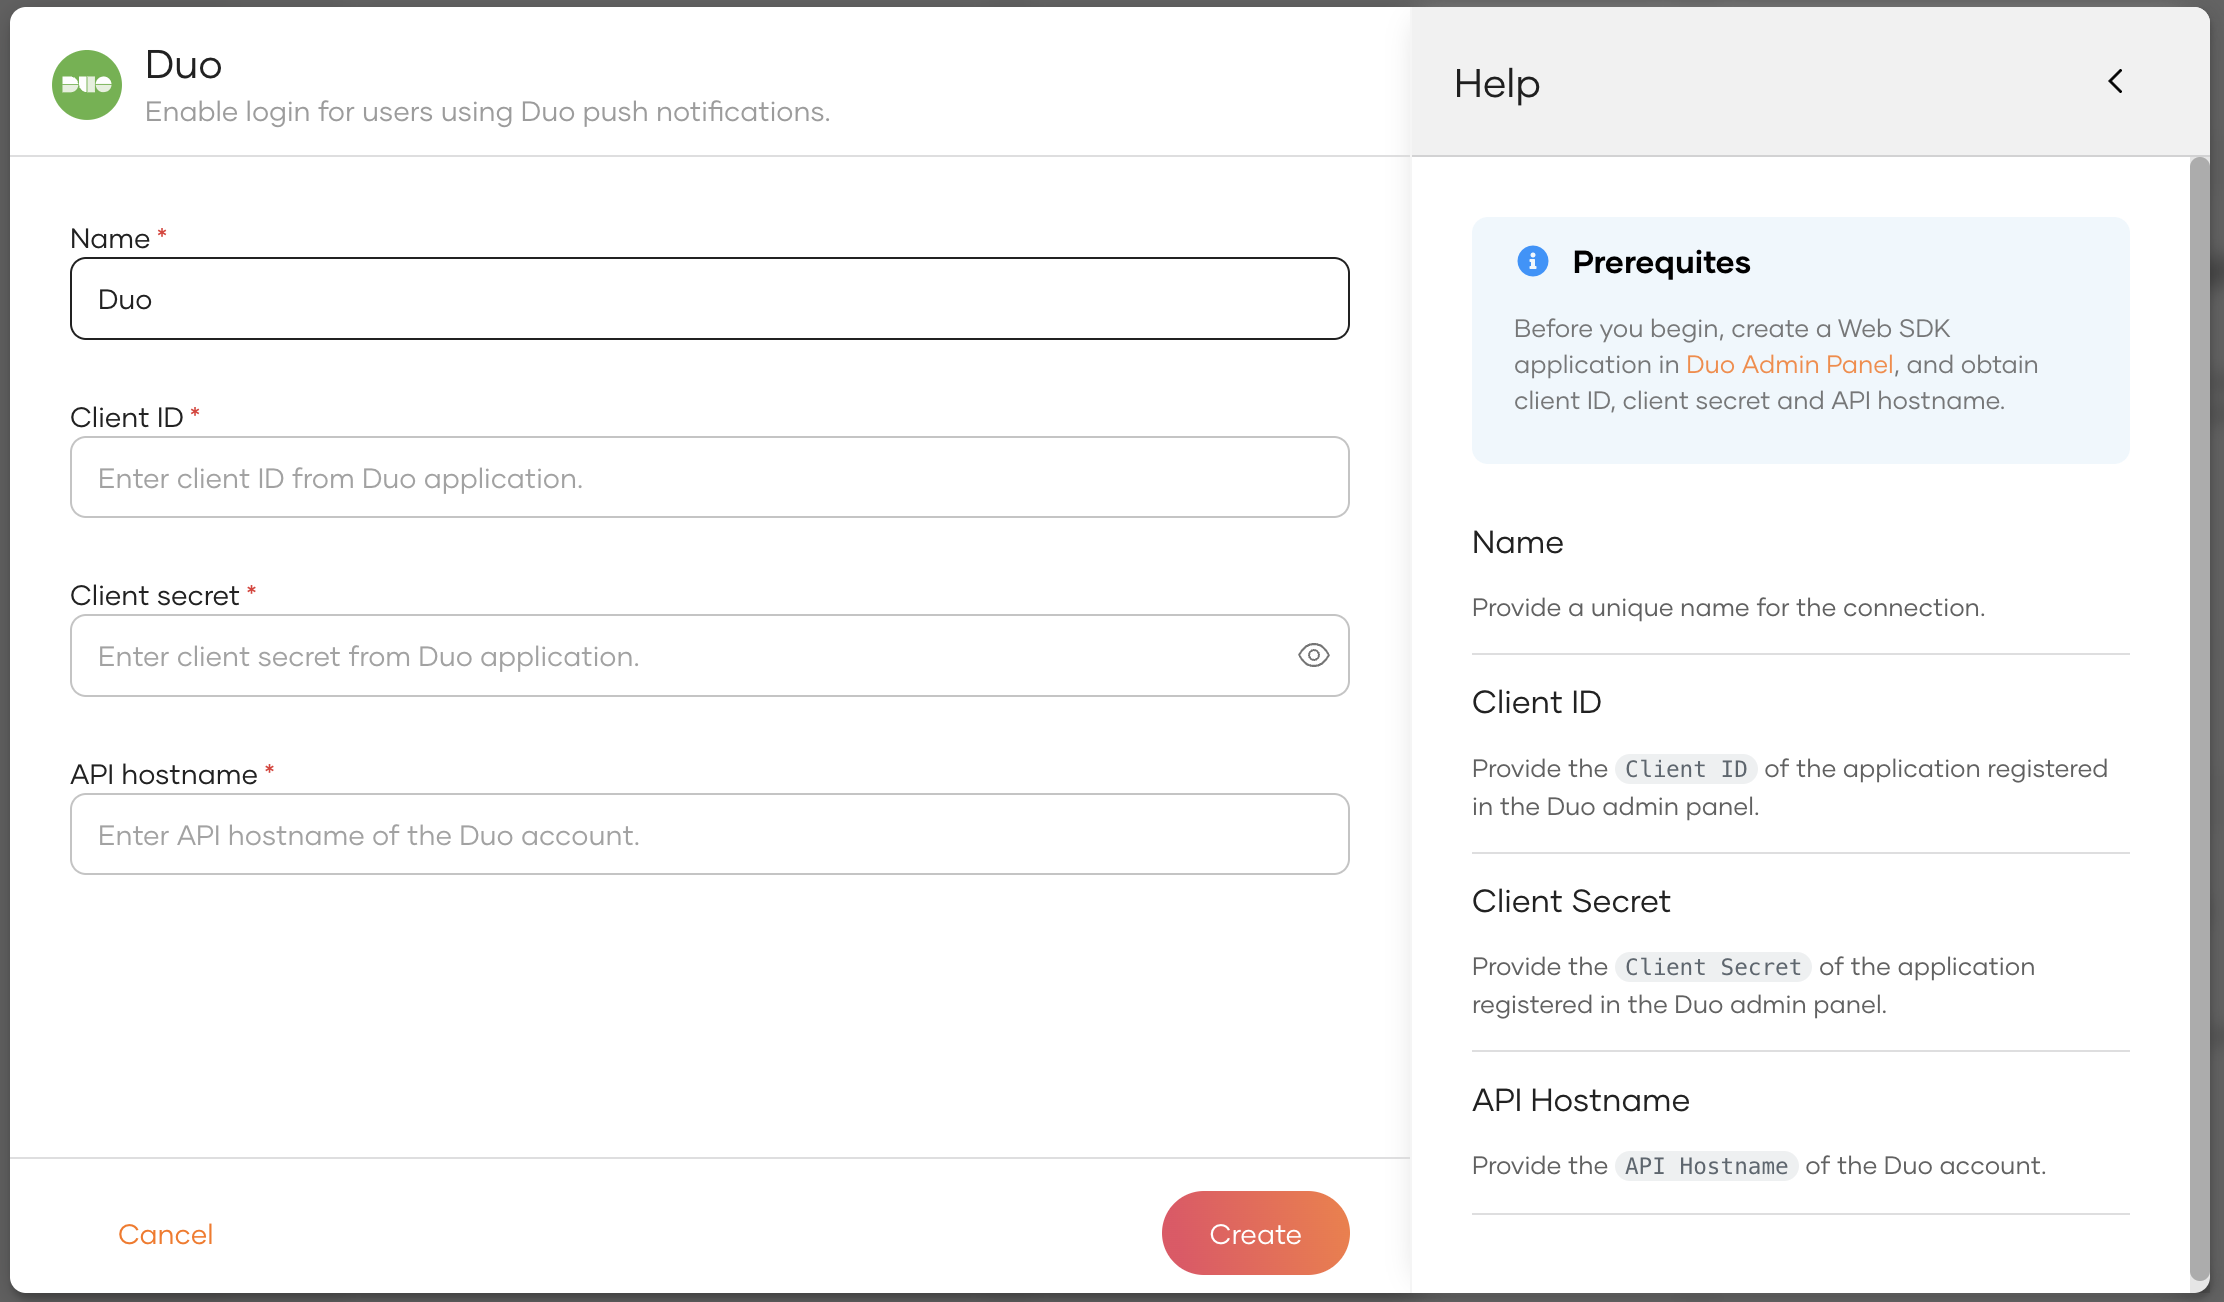 DUO
Duo
Enable login for users using Duo push notifications.
Name *
Duo
Client ID *
Enter client ID from Duo application.
Client secret *
Enter client secret from Duo application.
API hostname *
Enter API hostname of the Duo account.
Cancel
Create
Help
Prerequites
Before you begin, create a Web SDK
application in Duo Admin Panel, and obtain
client ID, client secret and API hostname.
Name
Provide a unique name for the connection.
Client ID
Provide the Client ID of the application registered
in the Duo admin panel.
Client Secret
Provide the Client Secret of the application
registered in the Duo admin panel.
API Hostname
Provide the API Hostname of the Duo account.